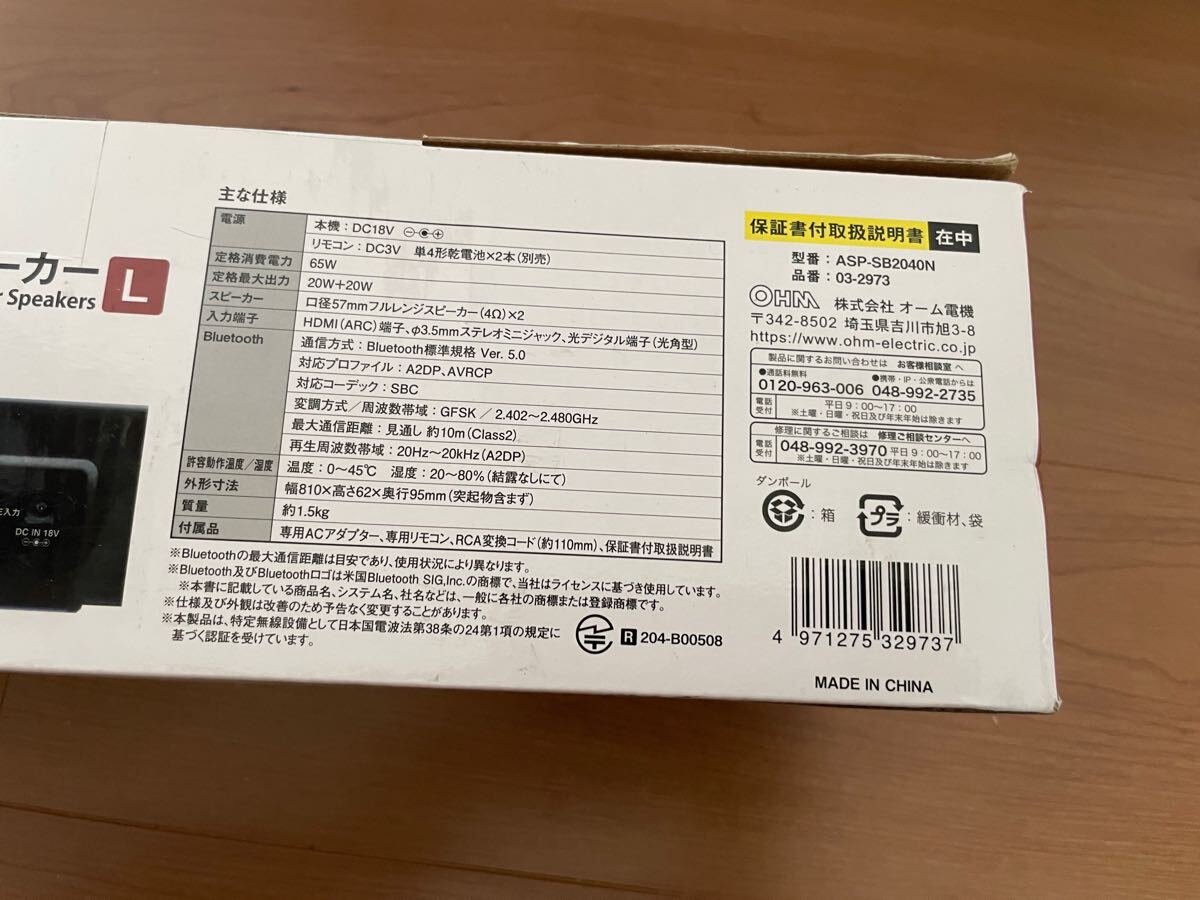 ーカー
Speakers
L
入力
DC IN 18V
主な仕様
電源
本機：DC18V
リモコン：DC3V 単4形乾電池×2本（別売）
定格消費電力 65W
定格最大出力 20W+20W
スピーカー 口径57mmフルレンジスピーカー（4Ω）×2
入力端子 HDMI（ARC）端子、φ3.5mmステレオミニジャック、光デジタル端子（光角型）
Bluetooth 通信方式：Bluetooth標準規格 Ver. 5.0
対応プロファイル：A2DP、AVRCP
対応コーデック：SBC
変調方式／周波数帯域：GFSK ／ 2.402～2.480GHz
最大通信距離：見通し 約10m（Class2）
再生周波数帯域：20Hz～20kHz（A2DP）
許容動作温度／湿度 温度：0～45℃ 湿度：20～80%（結露なしにて）
外形寸法 幅810×高さ62×奥行95mm（突起物含まず）
質量 約1.5kg
付属品 専用ACアダプター、専用リモコン、RCA変換コード（約110mm）、保証書付取扱説明書
※Bluetoothの最大通信距離は目安であり、使用状況により異なります。
※Bluetooth及びBluetoothロゴは米国Bluetooth SIG,Inc.の商標で、当社はライセンスに基づき使用しています。
※本書に記載している商品名、システム名、社名などは、一般に各社の商標または登録商標です。
※仕様及び外観は改善のため予告なく変更することがあります。
※本製品は、特定無線設備として日本国電波法第38条の24第1項の規定に
基づく認証を受けています。
R 204-B00508
保証書付取扱説明書 在中
型番：ASP-SB2040N
品番：03-2973
OHM 株式会社 オーム電機
〒342-8502 埼玉県吉川市旭3-8
https://www.ohm-electric.co.jp
製品に関するお問い合わせは お客様相談室 へ
●通話料無料 ●携帯・IP・公衆電話からは
0120-963-006 048-992-2735
電話受付 平日 9：00～17：00
※土曜・日曜・祝日及び年末年始は除きます
修理に関するご相談は 修理ご相談センターへ
電話受付 048-992-3970 平日 9：00～17：00
※土曜・日曜・祝日及び年末年始は除きます
ダンボール
：箱 プラ：緩衝材、袋
4 971275 329737
MADE IN CHINA